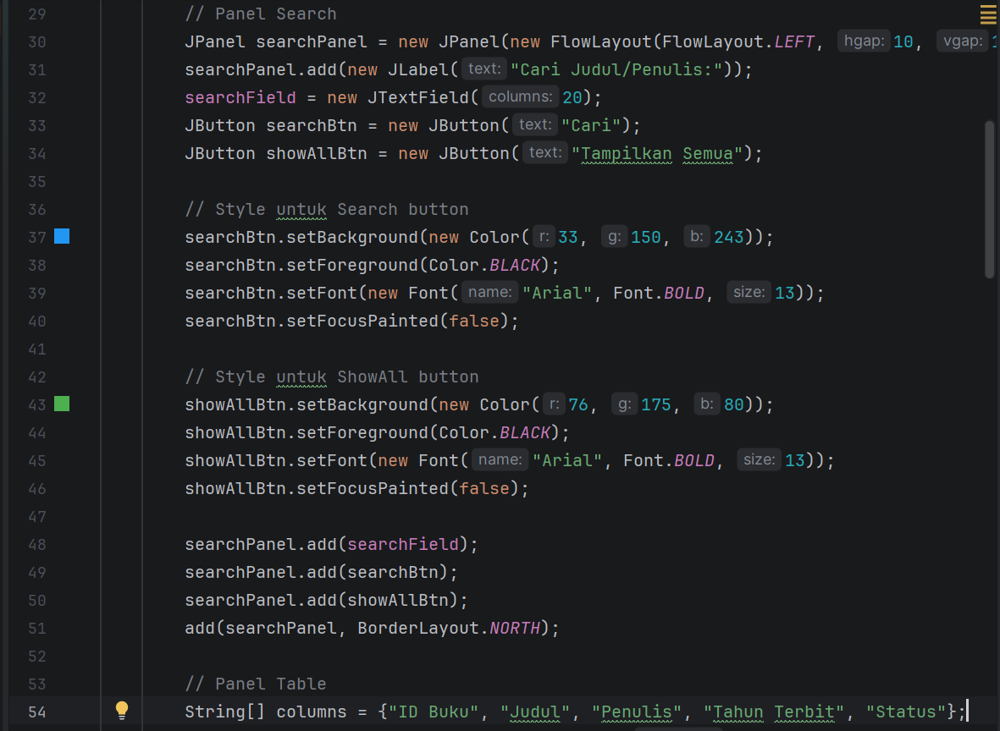 29 // Panel Search
30 JPanel searchPanel = new JPanel(new FlowLayout(FlowLayout.LEFT, hgap: 10, vgap:
31 searchPanel.add(new JLabel( text: "Cari Judul/Penulis:"));
32 searchField = new JTextField( columns: 20);
33 JButton searchBtn = new JButton( text: "Cari");
34 JButton showAllBtn = new JButton( text: "Tampilkan Semua");
35
36 // Style untuk Search button
37 searchBtn.setBackground(new Color( r: 33, g: 150, b: 243));
38 searchBtn.setForeground(Color.BLACK);
39 searchBtn.setFont(new Font( name: "Arial", Font.BOLD, size: 13));
40 searchBtn.setFocusPainted(false);
41
42 // Style untuk ShowAll button
43 showAllBtn.setBackground(new Color( r: 76, g: 175, b: 80));
44 showAllBtn.setForeground(Color.BLACK);
45 showAllBtn.setFont(new Font( name: "Arial", Font.BOLD, size: 13));
46 showAllBtn.setFocusPainted(false);
47
48 searchPanel.add(searchField);
49 searchPanel.add(searchBtn);
50 searchPanel.add(showAllBtn);
51 add(searchPanel, BorderLayout.NORTH);
52
53 // Panel Table
54 String[] columns = {"ID Buku", "Judul", "Penulis", "Tahun Terbit", "Status"};